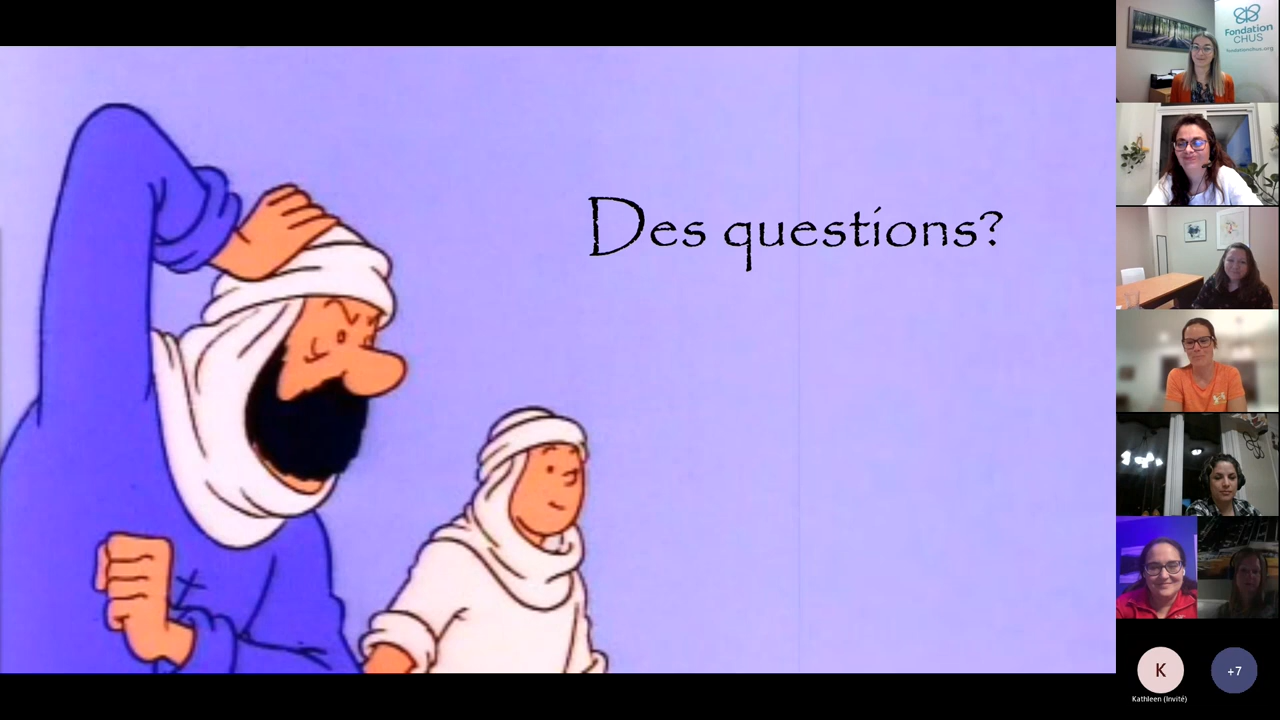 Des questions?
Fondation
CHUS
fondationchus.org
K
+7
Kathleen (Invité)